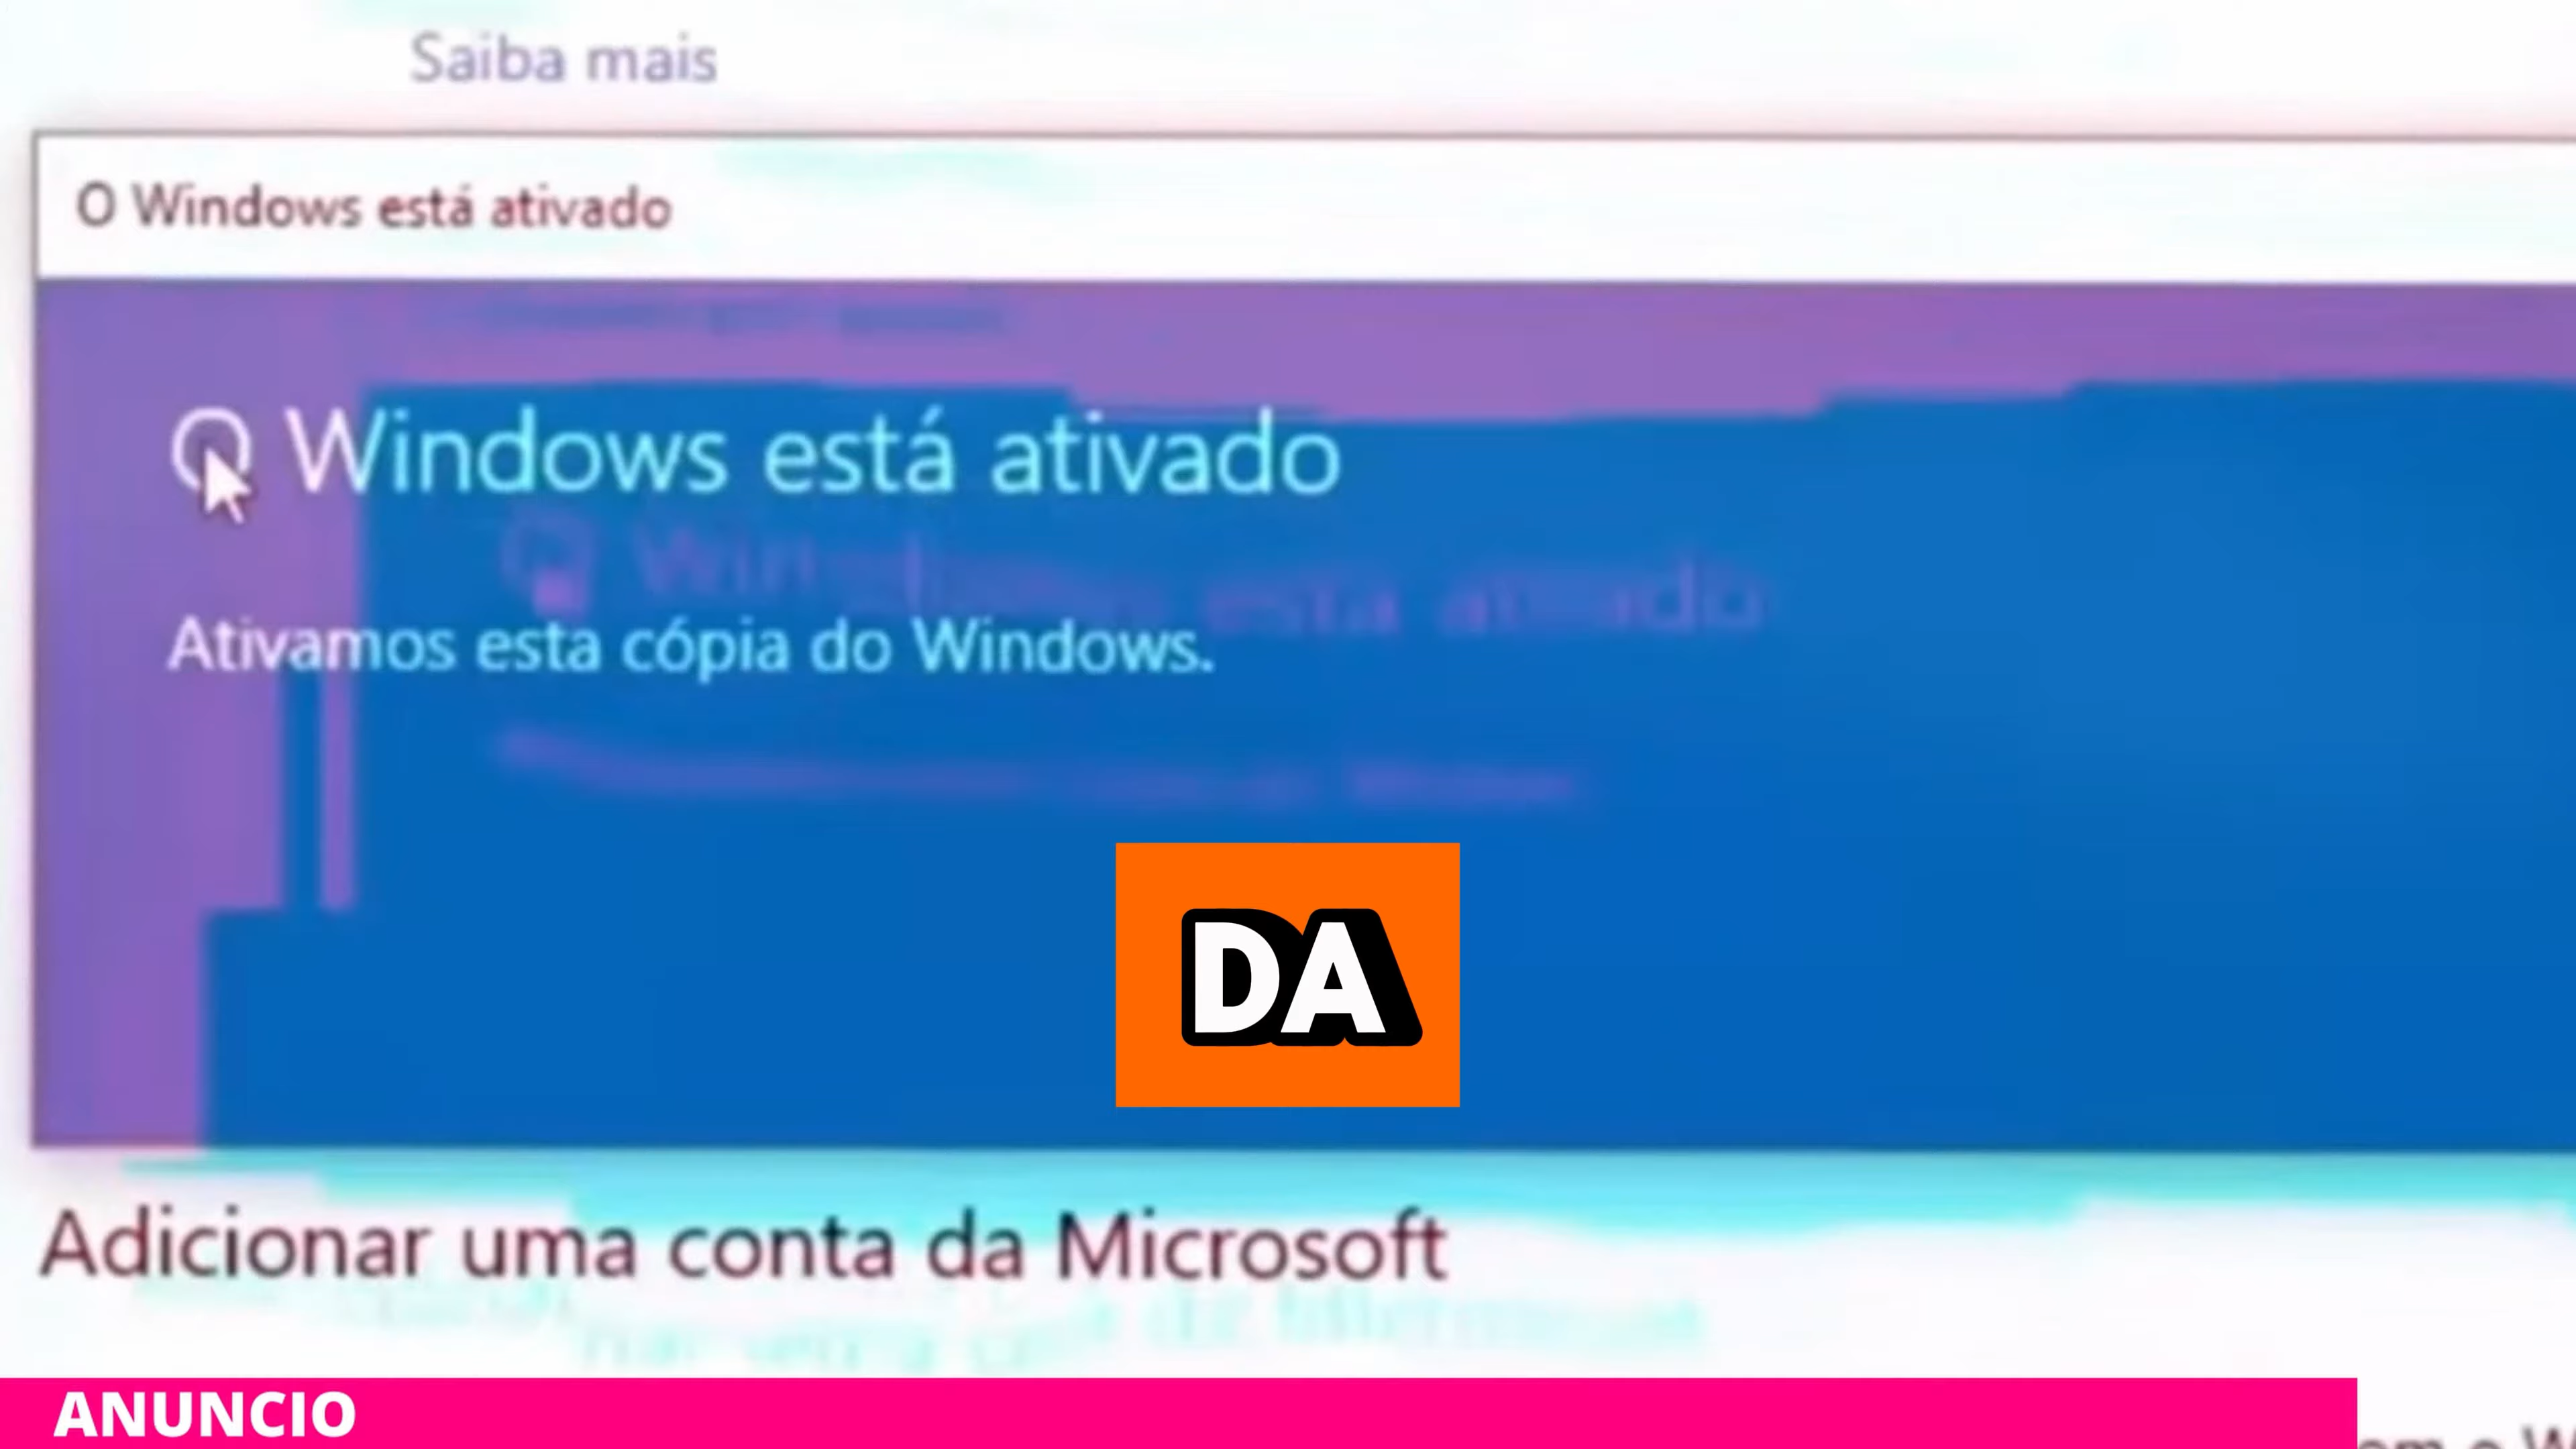 Saiba mais
O Windows está ativado
O Windows está ativado
Ativamos esta cópia do Windows.
DA
Adicionar uma conta da Microsoft
ANUNCIO